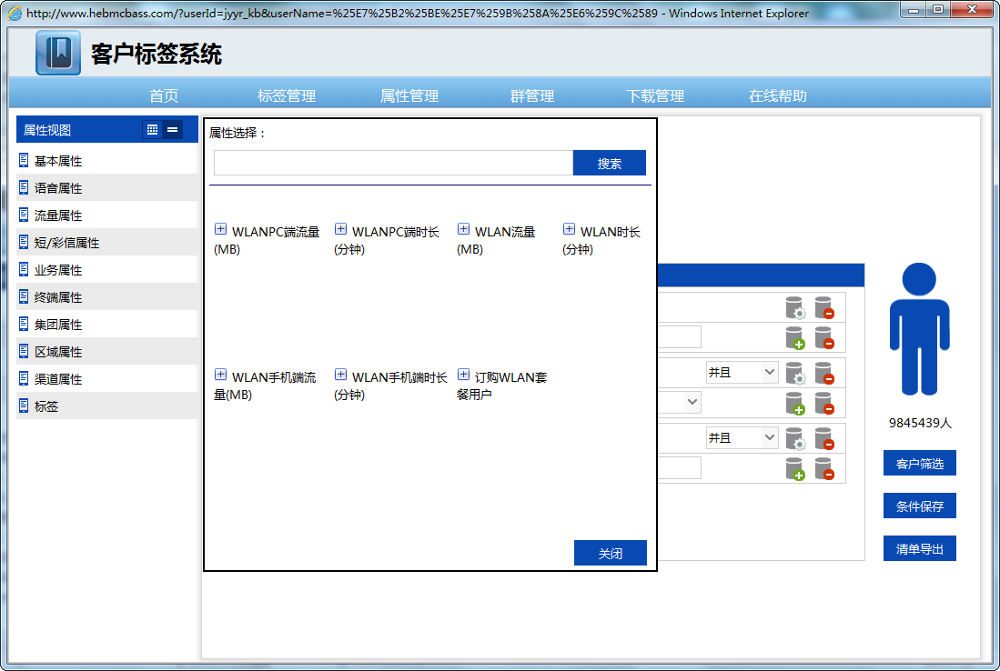 http://www.hebmcbass.com/?userId=jyyr_kb&userName=%25E7%25B2%25BE%25E7%259B%258A%25E6%259C%2589 - Windows Internet Explorer
客户标签系统
首页 标签管理 属性管理 群管理 下载管理 在线帮助
属性视图
基本属性
语音属性
流量属性
短/彩信属性
业务属性
终端属性
集团属性
区域属性
渠道属性
标签
属性选择：
搜索
WLANPC端流量
(MB)
WLANPC端时长
(分钟)
WLAN流量
(MB)
WLAN时长
(分钟)
WLAN手机端流
量(MB)
WLAN手机端时长
(分钟)
订购WLAN套
餐用户
关闭
并且
并且
9845439人
客户筛选
条件保存
清单导出